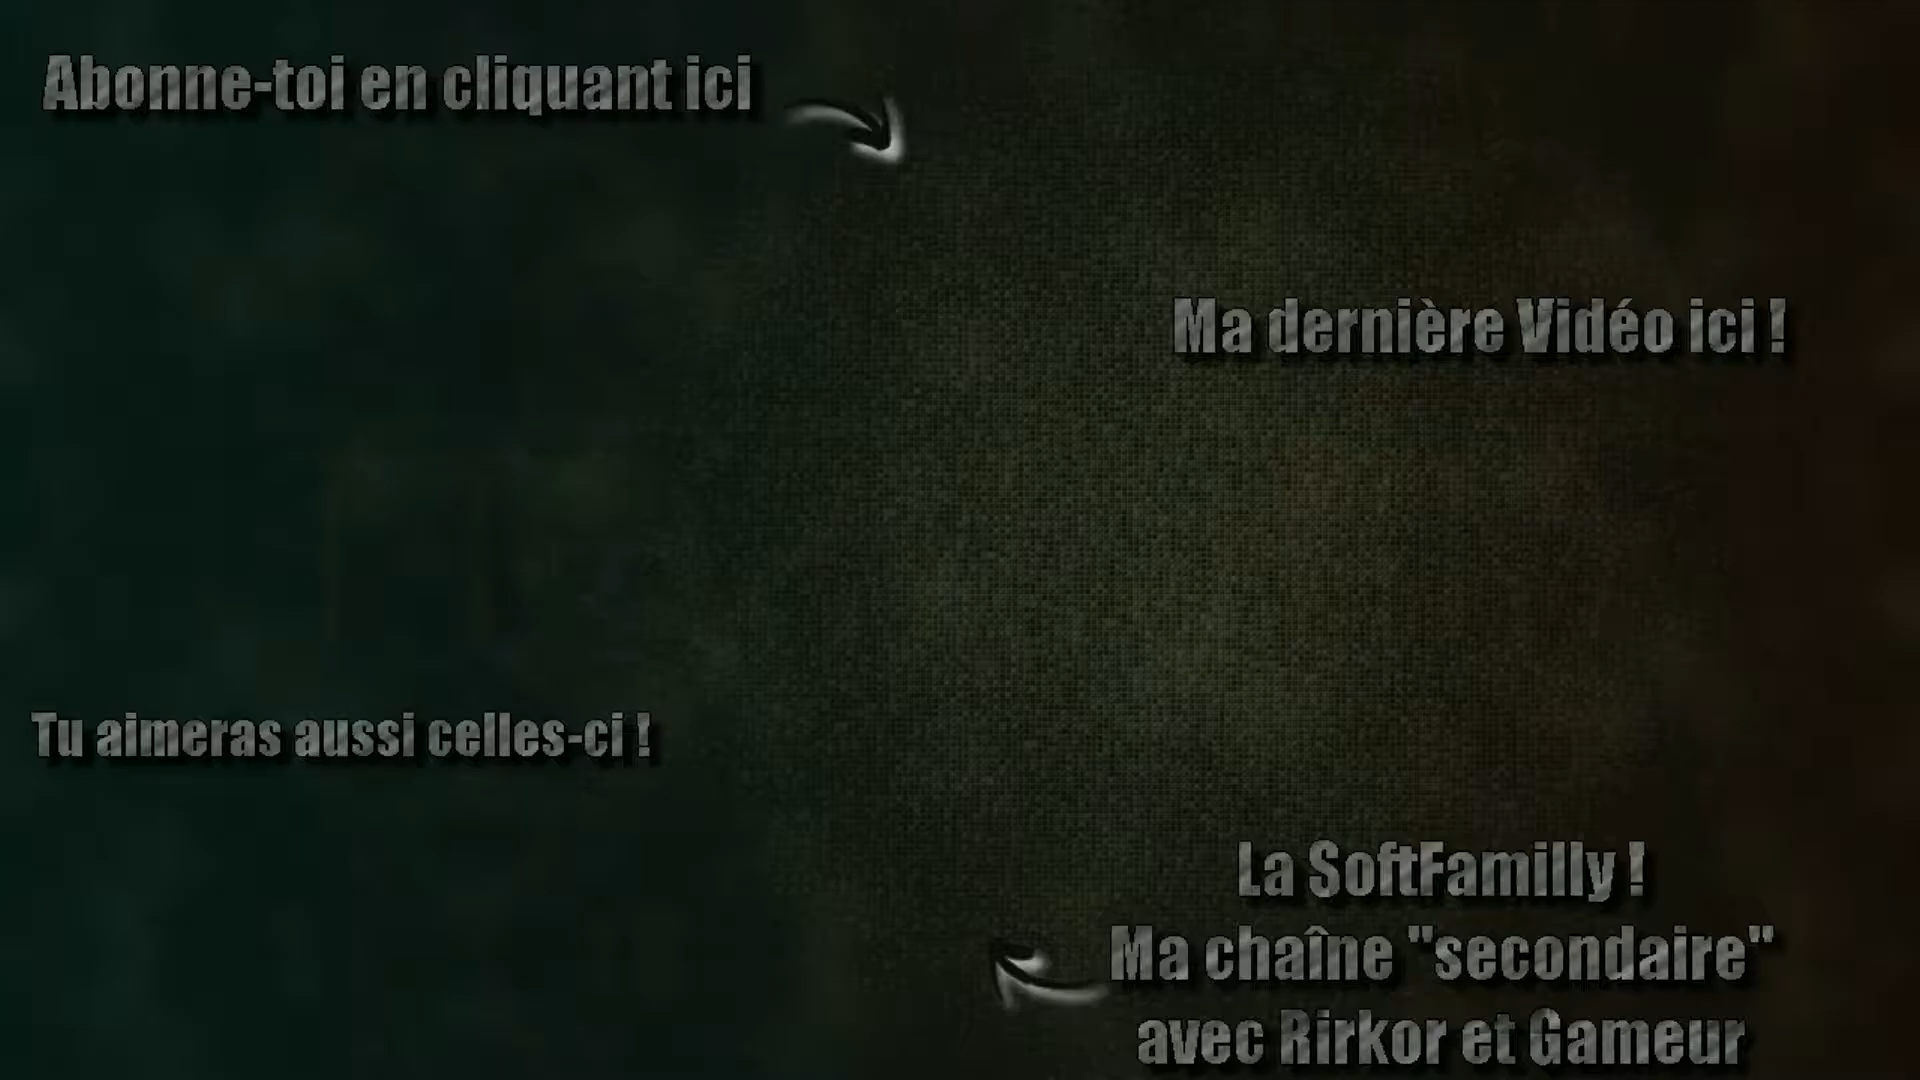 Abonne-toi en cliquant ici
Ma dernière Vidéo ici !
Tu aimeras aussi celles-ci !
La SoftFamilly !
Ma chaîne "secondaire"
avec Rirkor et Gameur